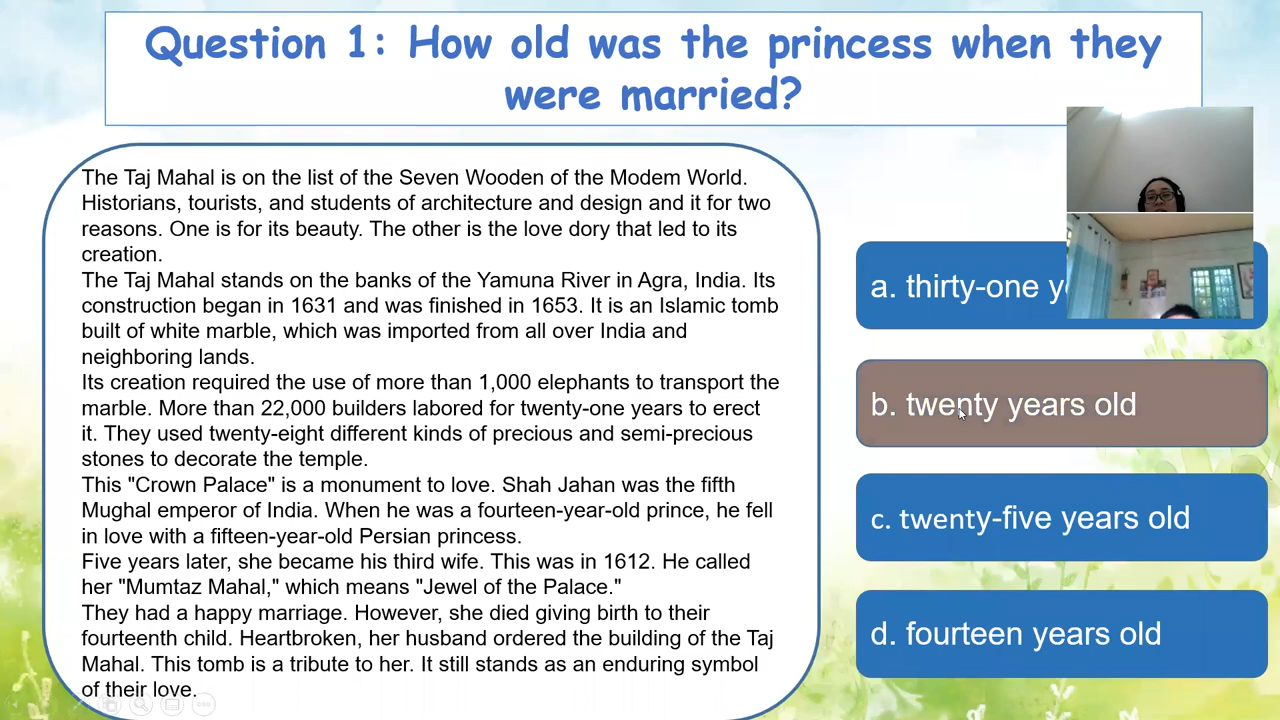 Question 1: How old was the princess when they
were married?
The Taj Mahal is on the list of the Seven Wooden of the Modem World.
Historians, tourists, and students of architecture and design and it for two
reasons. One is for its beauty. The other is the love dory that led to its
creation.
The Taj Mahal stands on the banks of the Yamuna River in Agra, India. Its
construction began in 1631 and was finished in 1653. It is an Islamic tomb
built of white marble, which was imported from all over India and
neighboring lands.
Its creation required the use of more than 1,000 elephants to transport the
marble. More than 22,000 builders labored for twenty-one years to erect
it. They used twenty-eight different kinds of precious and semi-precious
stones to decorate the temple.
This "Crown Palace" is a monument to love. Shah Jahan was the fifth
Mughal emperor of India. When he was a fourteen-year-old prince, he fell
in love with a fifteen-year-old Persian princess.
Five years later, she became his third wife. This was in 1612. He called
her "Mumtaz Mahal," which means "Jewel of the Palace."
They had a happy marriage. However, she died giving birth to their
fourteenth child. Heartbroken, her husband ordered the building of the Taj
Mahal. This tomb is a tribute to her. It still stands as an enduring symbol
of their love.
a. thirty-one
b. twenty years old
c. twenty-five years old
d. fourteen years old